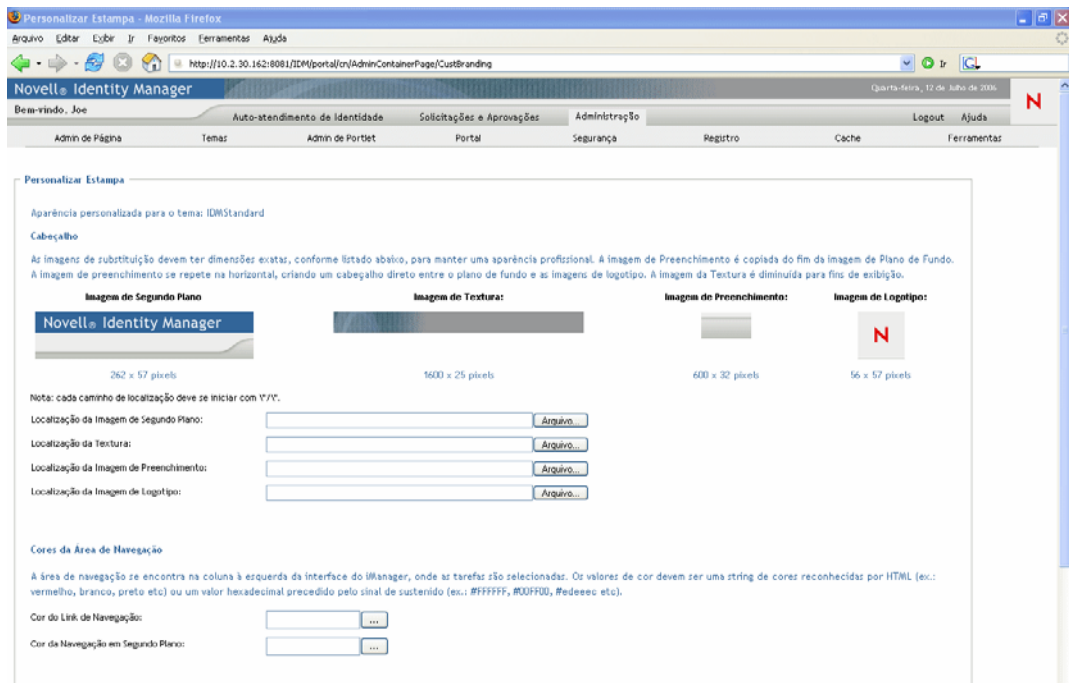 Personalizar Estampa - Mozilla Firefox
Arquivo Editar Exibir Ir Favoritos Ferramentas Ajuda
http://10.2.30.162:8081/IDM/portal/cn/AdminContainerPage/CustBranding
Ir
Novell® Identity Manager
Quarta-feira, 12 de Julho de 2006
N
Bem-vindo, Joe
Auto-atendimento de Identidade Solicitações e Aprovações Administração Logout Ajuda
Admin de Página Temas Admin de Portlet Portal Segurança Registro Cache Ferramentas
Personalizar Estampa
Aparência personalizada para o tema: IDMStandard
Cabeçalho
As imagens de substituição devem ter dimensões exatas, conforme listado abaixo, para manter uma aparência profissional. A imagem de Preenchimento é copiada do fim da imagem de Plano de Fundo.
A imagem de preenchimento se repete na horizontal, criando um cabeçalho direto entre o plano de fundo e as imagens de logotipo. A imagem da Textura é diminuída para fins de exibição.
Imagem de Segundo Plano Imagem de Textura: Imagem de Preenchimento: Imagem de Logotipo:
Novell® Identity Manager
N
262 x 57 pixels 1600 x 25 pixels 600 x 32 pixels 56 x 57 pixels
Nota: cada caminho de localização deve se iniciar com \"/\".
Localização da Imagem de Segundo Plano: Arquivo...
Localização da Textura: Arquivo...
Localização da Imagem de Preenchimento: Arquivo...
Localização da Imagem de Logotipo: Arquivo...
Cores da Área de Navegação
A área de navegação se encontra na coluna à esquerda da interface do iManager, onde as tarefas são selecionadas. Os valores de cor devem ser uma string de cores reconhecidas por HTML (ex.:
vermelho, branco, preto etc) ou um valor hexadecimal precedido pelo sinal de sustenido (ex.: #FFFFFF, #00FF00, #edeeec etc).
Cor do Link de Navegação: ...
Cor da Navegação em Segundo Plano: ...